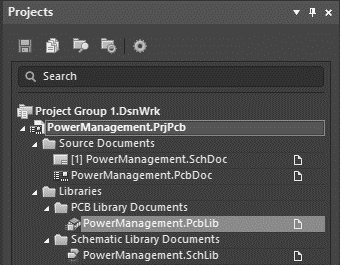 Projects
Search
Project Group 1.DsnWrk
PowerManagement.PrjPcb
Source Documents
[1] PowerManagement.SchDoc
PowerManagement.PcbDoc
Libraries
PCB Library Documents
PowerManagement.PcbLib
Schematic Library Documents
PowerManagement.SchLib